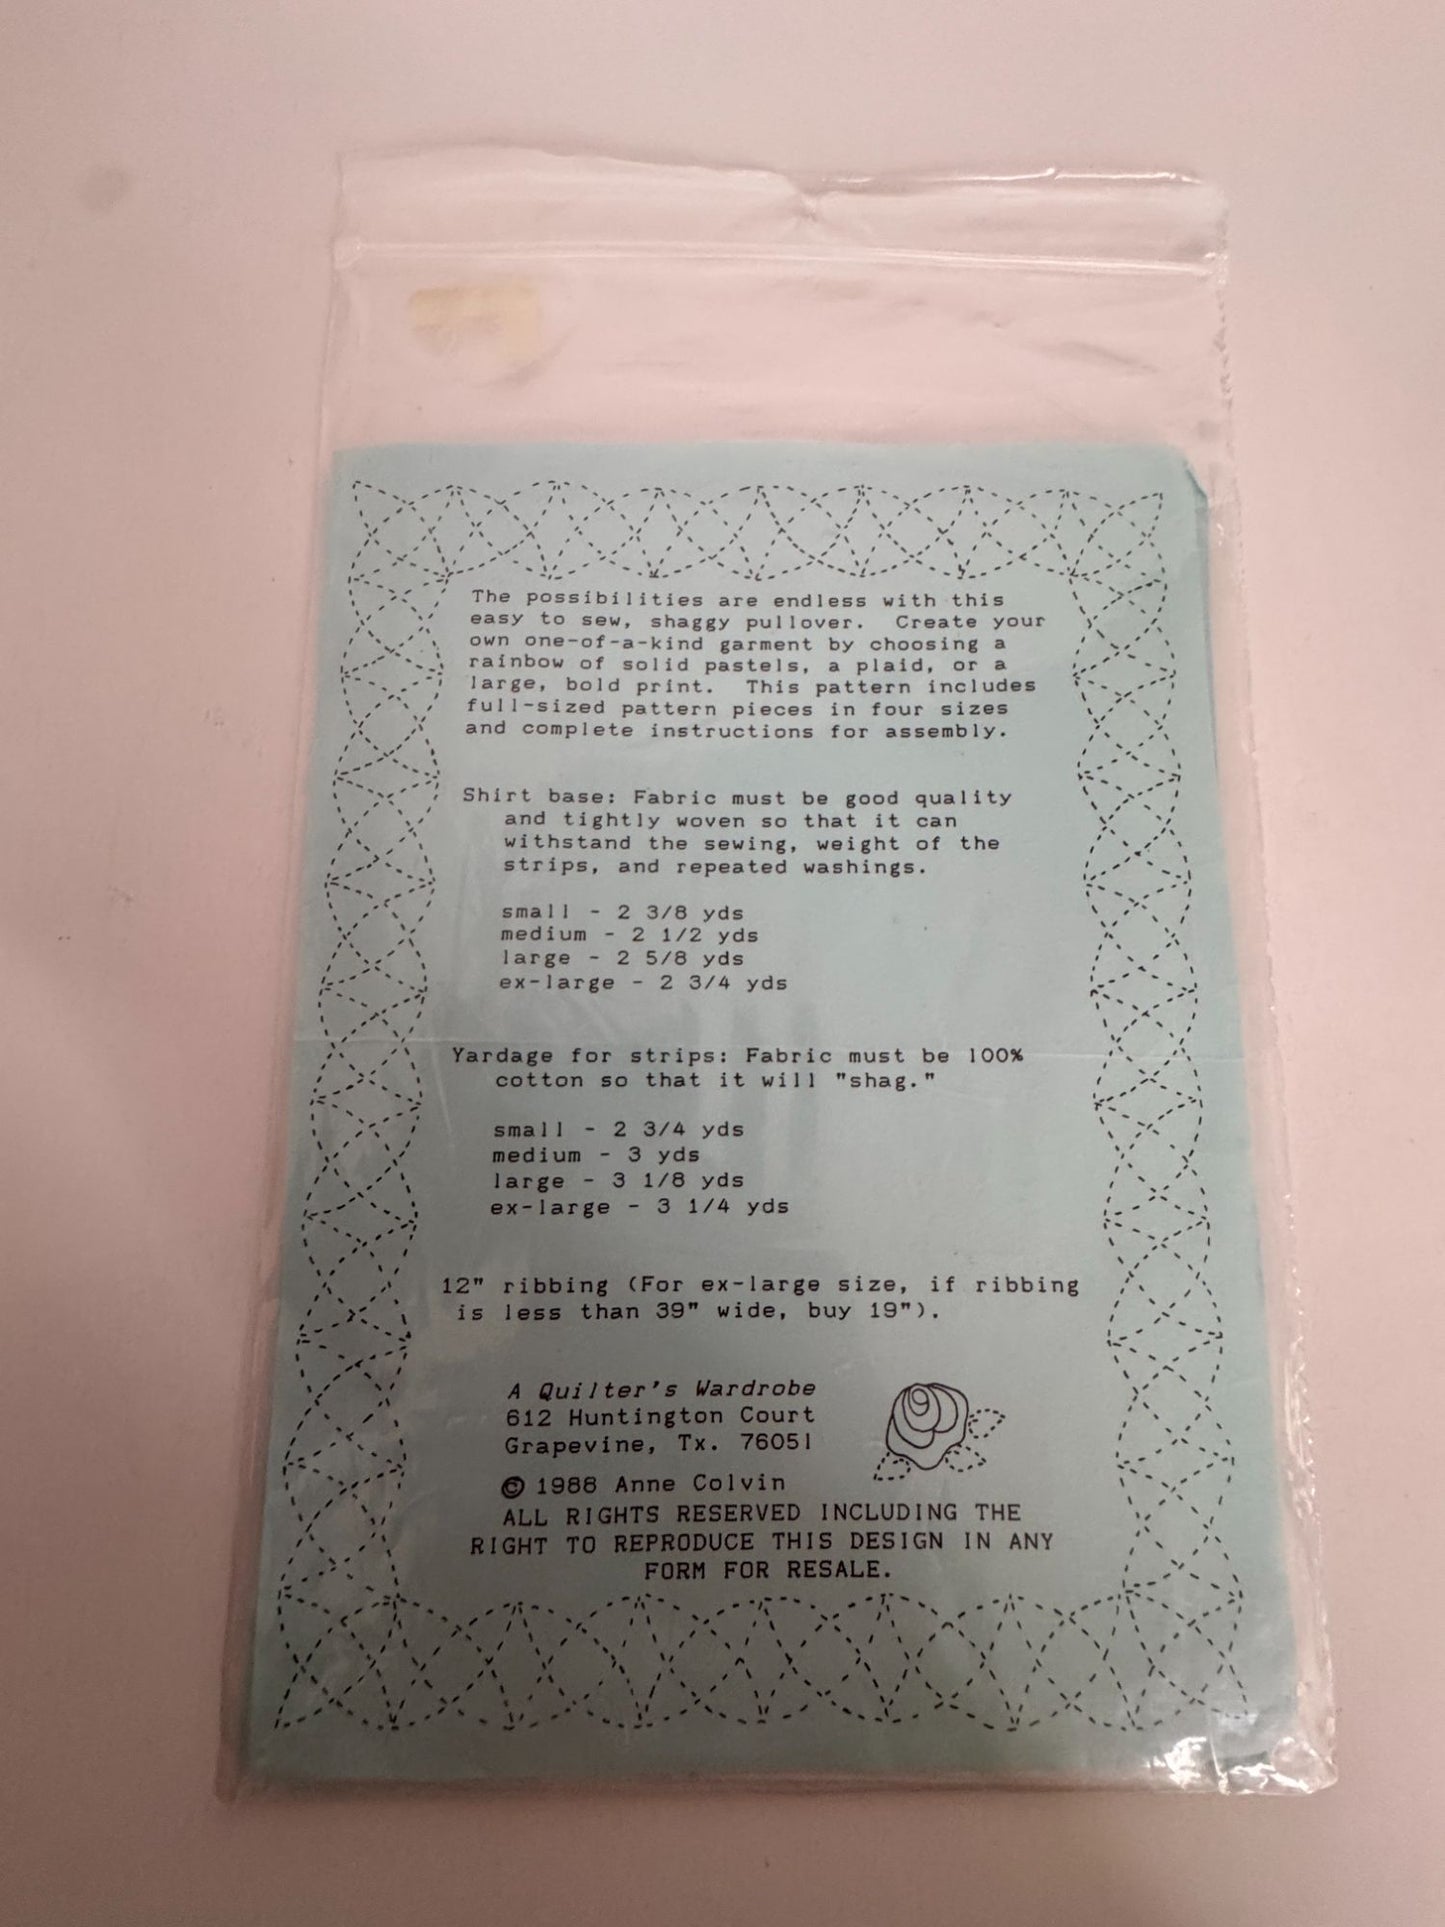 The possibilities are endless with this
easy to sew, shaggy pullover. Create your
own one-of-a-kind garment by choosing a
rainbow of solid pastels, a plaid, or a
large, bold print. This pattern includes
full-sized pattern pieces in four sizes
and complete instructions for assembly.
Shirt base: Fabric must be good quality
and tightly woven so that it can
withstand the sewing, weight of the
strips, and repeated washings.
small - 2 3/8 yds
medium - 2 1/2 yds
large - 2 5/8 yds
ex-large - 2 3/4 yds
Yardage for strips: Fabric must be 100%
cotton so that it will "shag."
small - 2 3/4 yds
medium - 3 yds
large - 3 1/8 yds
ex-large - 3 1/4 yds
12" ribbing (For ex-large size, if ribbing
is less than 39" wide, buy 19").
A Quilter's Wardrobe
612 Huntington Court
Grapevine, Tx. 76051
© 1988 Anne Colvin
ALL RIGHTS RESERVED INCLUDING THE
RIGHT TO REPRODUCE THIS DESIGN IN ANY
FORM FOR RESALE.